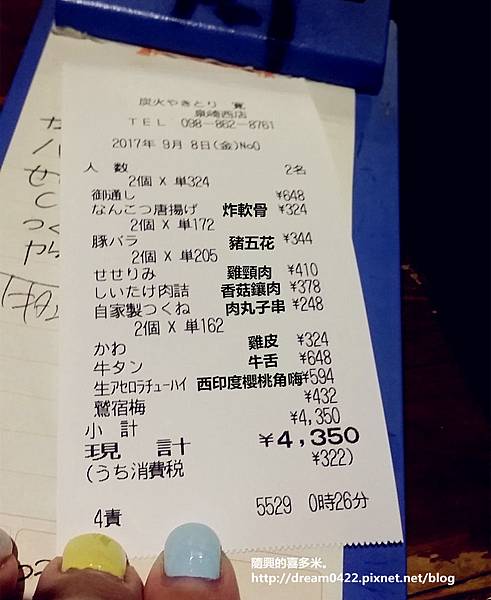 炭火やきとり 寛
泉崎西店
TEL 098-862-8761
2017年 9月 8日(金)No0
人 数 2名
2個 X 単324
御通し ¥648
なんこつ唐揚げ 炸軟骨 ¥324
2個 X 単172
豚バラ 豬五花 ¥344
2個 X 単205
せせりみ 雞頸肉 ¥410
しいたけ肉詰 香菇鑲肉 ¥378
自家製つくね 肉丸子串 ¥248
2個 X 単162
かわ 雞皮 ¥324
牛タン 牛舌 ¥648
生アセロラチューハイ 西印度櫻桃角嗨 ¥594
鶯宿梅 ¥432
小 計 ¥4,350
現 計 ¥4,350
(うち消費税 ¥322)
4責 5529 0時26分
隨興的喜多米。
http://dream0422.pixnet.net/blog